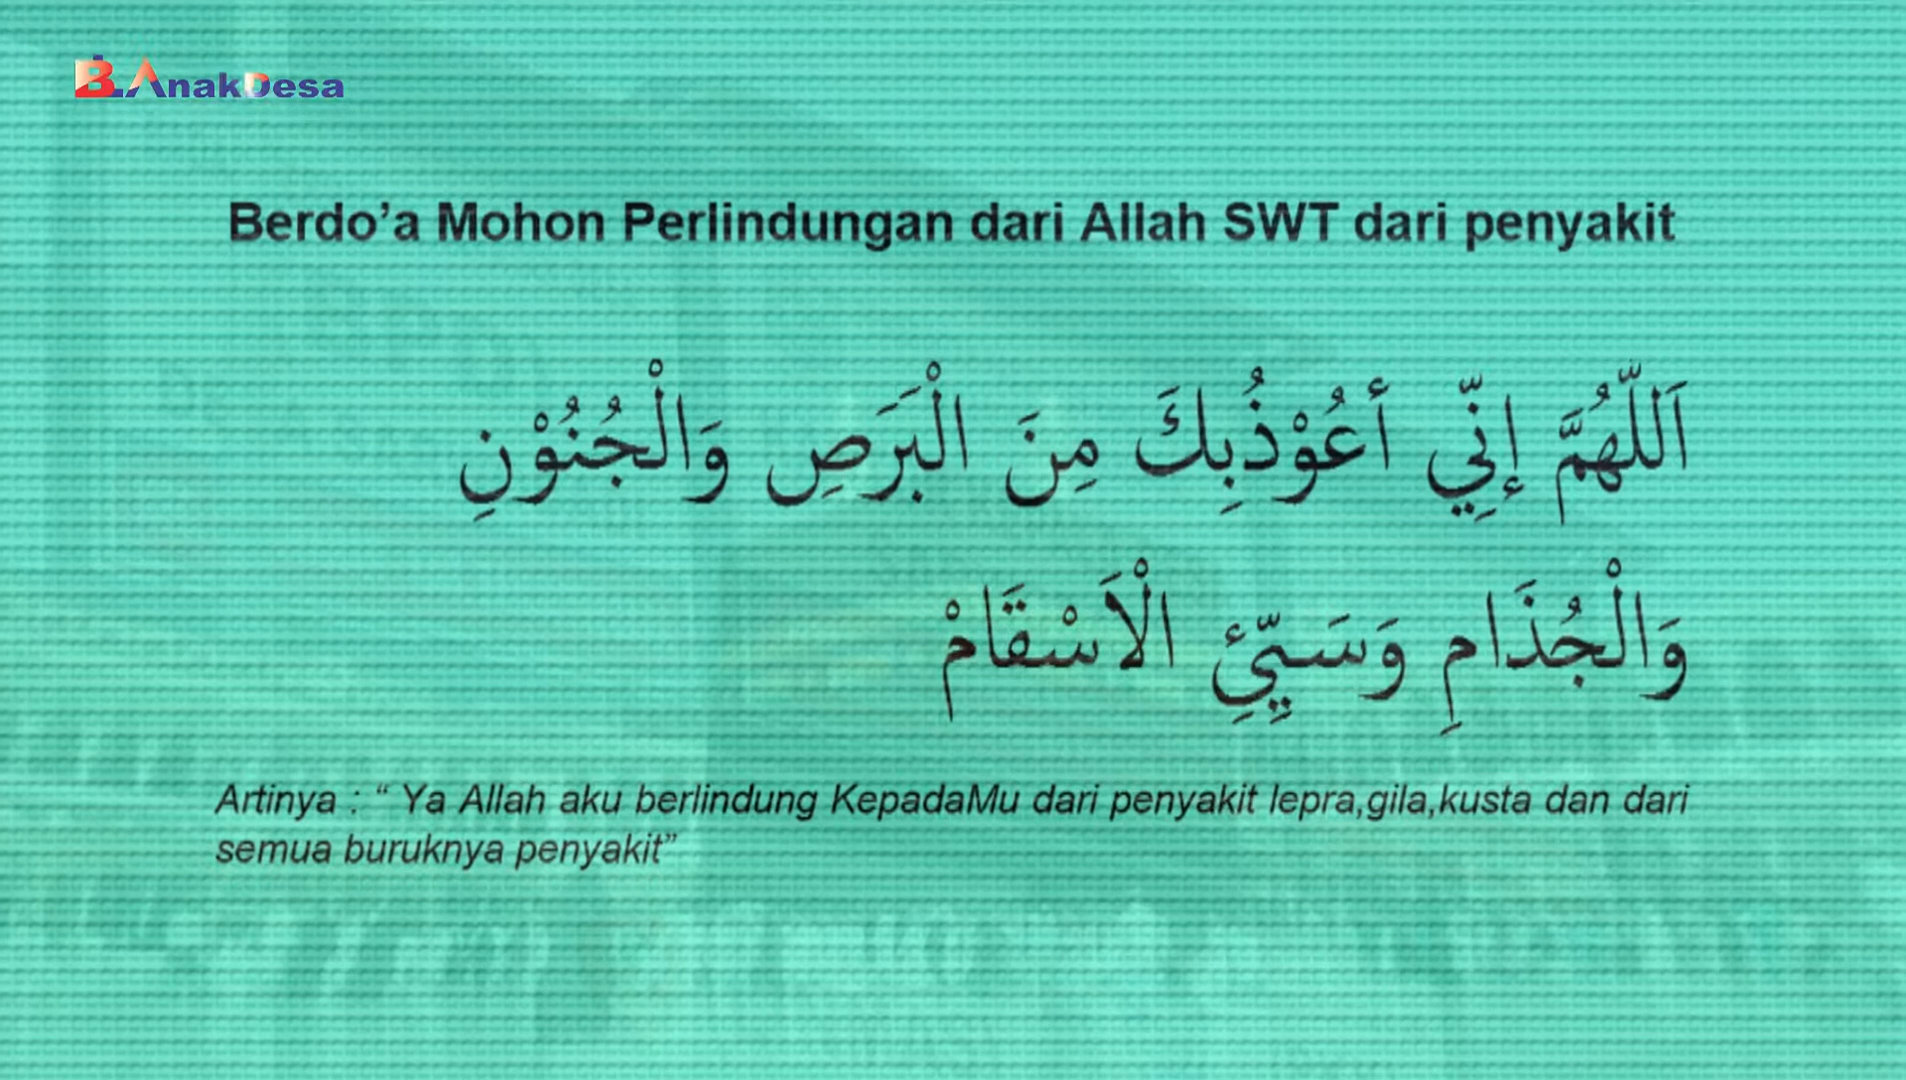 BLAnakDesa
Berdo’a Mohon Perlindungan dari Allah SWT dari penyakit
اَللّهُمَّ إِنِّي أَعُوْذُبِكَ مِنَ الْبَرَصِ وَالْجُنُوْنِ
وَالْجُذَامِ وَسَيِّئِ الْاَسْقَامْ
Artinya : “ Ya Allah aku berlindung KepadaMu dari penyakit lepra,gila,kusta dan dari
semua buruknya penyakit”